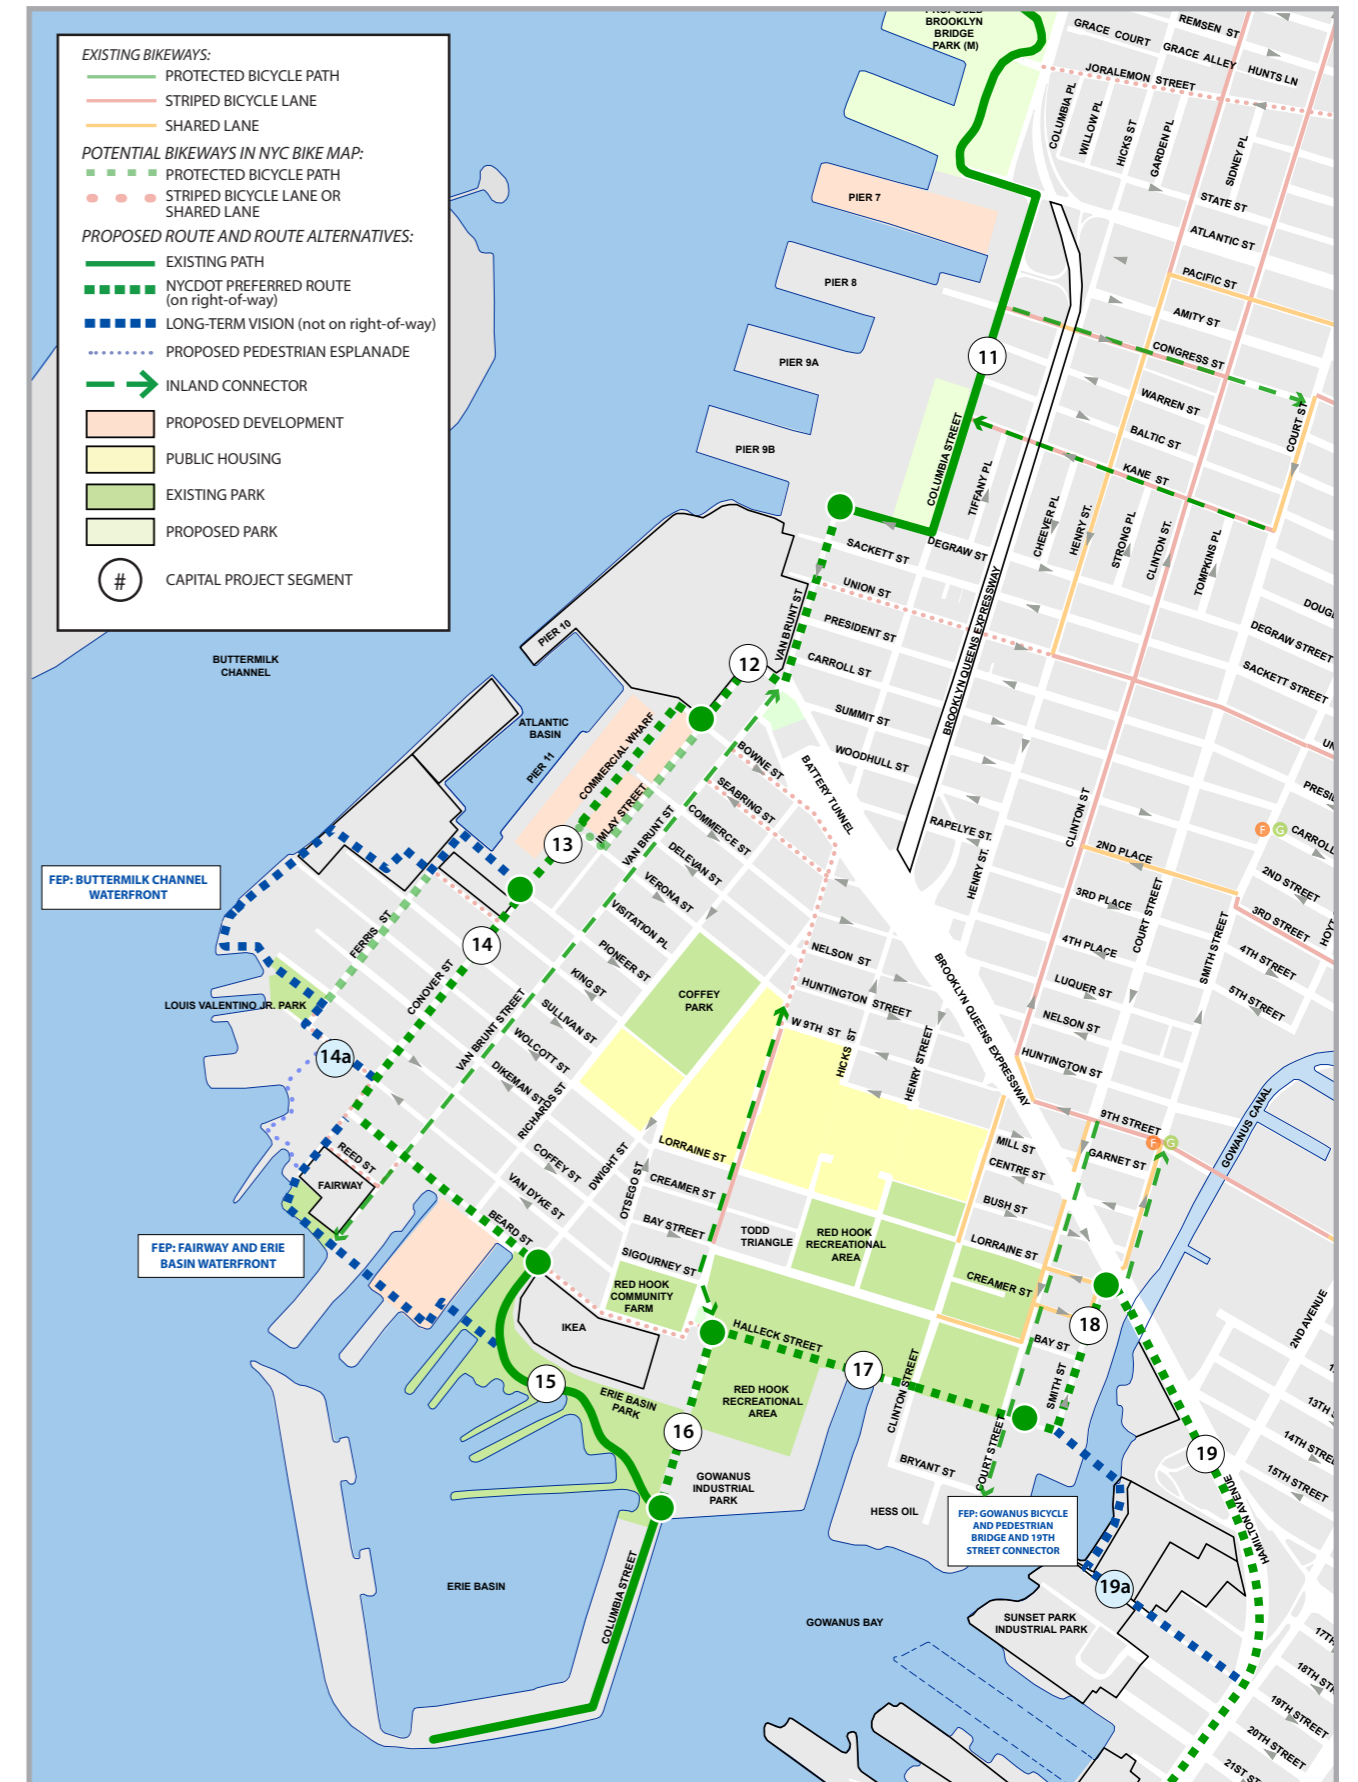 EXISTING BIKEWAYS:
PROTECTED BICYCLE PATH
STRIPED BICYCLE LANE
SHARED LANE
POTENTIAL BIKEWAYS IN NYC BIKE MAP:
PROTECTED BICYCLE PATH
STRIPED BICYCLE LANE OR
SHARED LANE
PROPOSED ROUTE AND ROUTE ALTERNATIVES:
EXISTING PATH
NYCDOT PREFERRED ROUTE
(on right-of-way)
LONG-TERM VISION (not on right-of-way)
PROPOSED PEDESTRIAN ESPLANADE
INLAND CONNECTOR
PROPOSED DEVELOPMENT
PUBLIC HOUSING
EXISTING PARK
PROPOSED PARK
# CAPITAL PROJECT SEGMENT
PROPOSED
BROOKLYN
BRIDGE
PARK (M)
GRACE COURT
REMSEN ST
GRACE ALLEY
HUNTS LN
JORALEMON STREET
COLUMBIA PL
WILLOW PL
HICKS ST
GARDEN PL
SIDNEY PL
STATE ST
ATLANTIC ST
PACIFIC ST
AMITY ST
CONGRESS ST
WARREN ST
BALTIC ST
KANE ST
COURT ST
PIER 7
PIER 8
PIER 9A
PIER 9B
11
COLUMBIA STREET
TIFFANY PL
CHEEVER PL
HENRY ST.
STRONG PL
CLINTON ST.
TOMPKINS PL
DEGRAW ST
SACKETT ST
UNION ST
PRESIDENT ST
CARROLL ST
SUMMIT ST
WOODHULL ST
VAN BRUNT ST
BROOKLYN QUEENS EXPRESSWAY
DOUG
DEGRAW STREET
SACKETT STREET
UN
PRESI
F G CARROLL
BUTTERMILK
CHANNEL
PIER 10
12
ATLANTIC
BASIN
PIER 11
COMMERCIAL WHARF
IMLAY STREET
VAN BRUNT ST
13
BOWNE ST
SEABRING ST
COMMERCE ST
DELEVAN ST
VERONA ST
VISITATION PL
PIONEER ST
KING ST
SULLIVAN ST
WOLCOTT ST
DIKEMAN ST
RICHARDS ST
COFFEY ST
VAN DYKE ST
BEARD ST
DWIGHT ST
OTSEGO ST
BATTERY TUNNEL
RAPELYE ST.
HENRY ST.
CLINTON ST
2ND PLACE
3RD PLACE
4TH PLACE
COURT STREET
SMITH STREET
2ND STREET
3RD STREET
4TH STREET
5TH STREET
HOYT
LUQUER ST
NELSON ST
HUNTINGTON ST
FEP: BUTTERMILK CHANNEL
WATERFRONT
FERRIS ST
14
CONOVER ST
VAN BRUNT STREET
LOUIS VALENTINO JR. PARK
14a
COFFEY
PARK
NELSON ST
HUNTINGTON STREET
W 9TH ST
HICKS ST
HENRY STREET
BROOKLYN QUEENS EXPRESSWAY
9TH STREET
F G
GARNET ST
GOWANUS CANAL
MILL ST
CENTRE ST
BUSH ST
LORRAINE ST
CREAMER ST
BAY ST
SMITH ST
REED ST
FAIRWAY
FEP: FAIRWAY AND ERIE
BASIN WATERFRONT
LORRAINE ST
CREAMER ST
BAY STREET
SIGOURNEY ST
TODD
TRIANGLE
RED HOOK
RECREATIONAL
AREA
RED HOOK
COMMUNITY
FARM
IKEA
HALLECK STREET
15
16
17
18
19
ERIE BASIN
PARK
RED HOOK
RECREATIONAL
AREA
CLINTON STREET
COURT STREET
BRYANT ST
GOWANUS
INDUSTRIAL
PARK
HESS OIL
FEP: GOWANUS BICYCLE
AND PEDESTRIAN
BRIDGE AND 19TH
STREET CONNECTOR
19a
HAMILTON AVENUE
2ND AVENUE
13TH
14TH STREE
15TH STREET
ERIE BASIN
COLUMBIA STREET
GOWANUS BAY
SUNSET PARK
INDUSTRIAL PARK
17TH
18TH STR
19TH STREET
20TH STREET
21ST ST